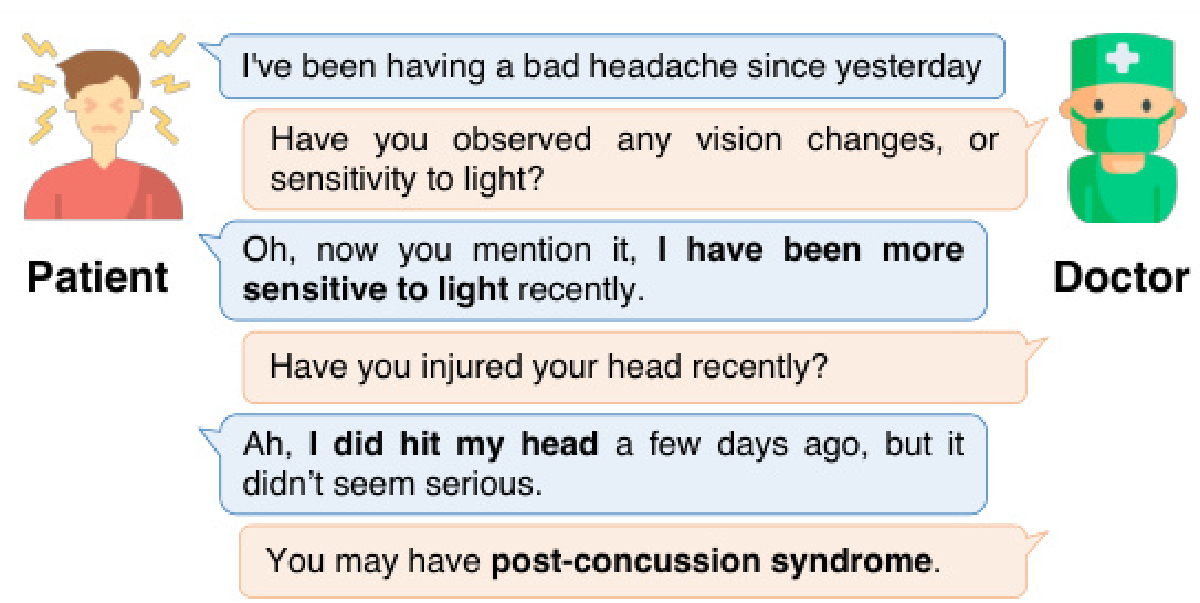 I've been having a bad headache since yesterday
Have you observed any vision changes, or
sensitivity to light?
Oh, now you mention it, I have been more
sensitive to light recently.
Patient
Doctor
Have you injured your head recently?
Ah, I did hit my head a few days ago, but it
didn't seem serious.
You may have post-concussion syndrome.